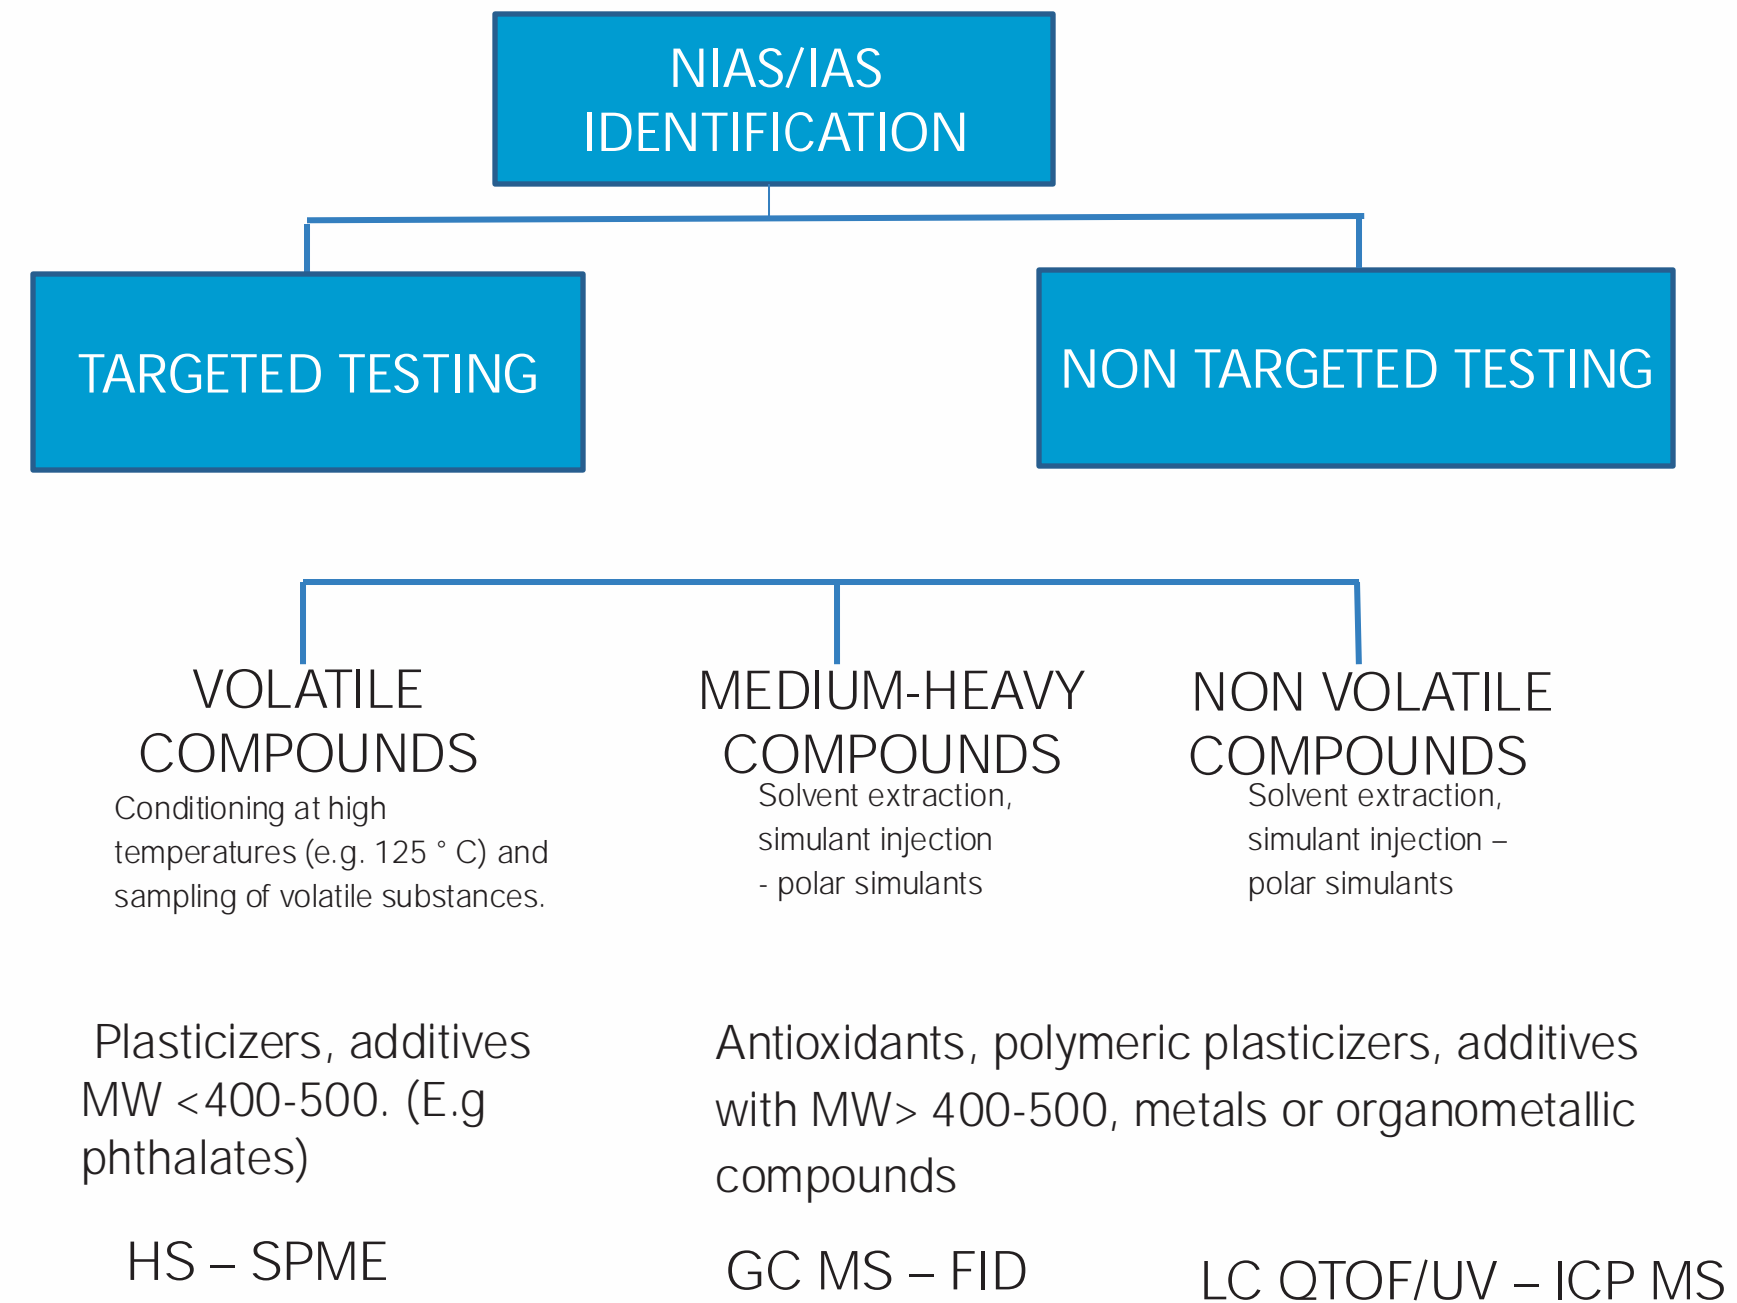 NIAS/IAS
IDENTIFICATION
TARGETED TESTING
NON TARGETED TESTING
VOLATILE
COMPOUNDS
Conditioning at high
temperatures (e.g. 125 ° C) and
sampling of volatile substances.
MEDIUM-HEAVY
COMPOUNDS
Solvent extraction,
simulant injection
- polar simulants
NON VOLATILE
COMPOUNDS
Solvent extraction,
simulant injection –
polar simulants
Plasticizers, additives
MW <400-500. (E.g
phthalates)
Antioxidants, polymeric plasticizers, additives
with MW> 400-500, metals or organometallic
compounds
HS – SPME
GC MS – FID
LC QTOF/UV – ICP MS